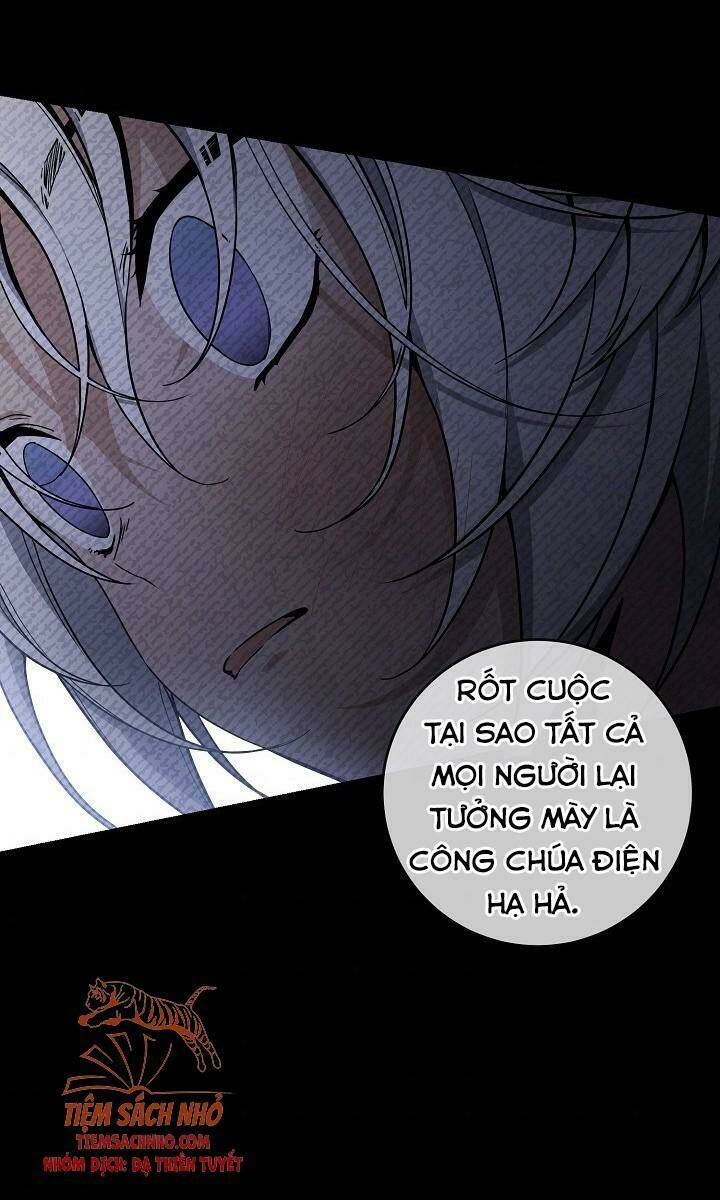 RỐT CUỘC
TẠI SAO TẤT CẢ
MỌI NGƯỜI LẠI
TƯỞNG MÀY LÀ
CÔNG CHÚA ĐIỆN
HẠ HẢ.
TIỆM SÁCH NHỎ
TIEMSACHNHO.COM
NHÓM DỊCH: DẠ THIÊN TUYẾT